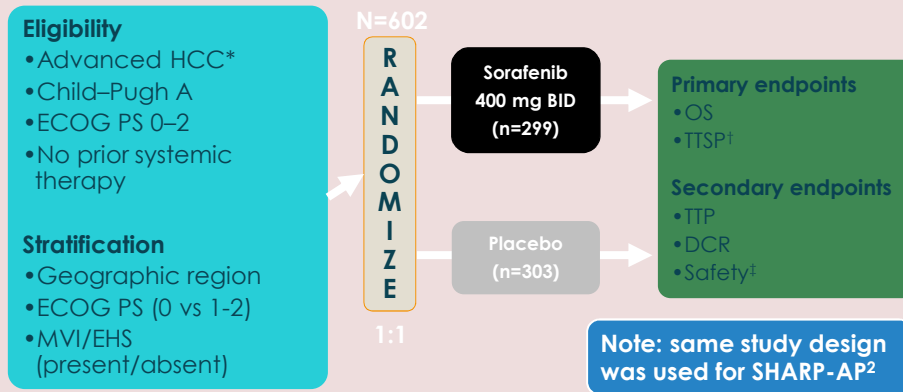 Eligibility
•Advanced HCC*
•Child–Pugh A
•ECOG PS 0–2
•No prior systemic
therapy
Stratification
•Geographic region
•ECOG PS (0 vs 1-2)
•MVI/EHS
(present/absent)
N=602
R
A
N
D
O
M
I
Z
E
1:1
Sorafenib
400 mg BID
(n=299)
Placebo
(n=303)
Primary endpoints
•OS
•TTSP†
Secondary endpoints
•TTP
•DCR
•Safety‡
Note: same study design
was used for SHARP-AP²